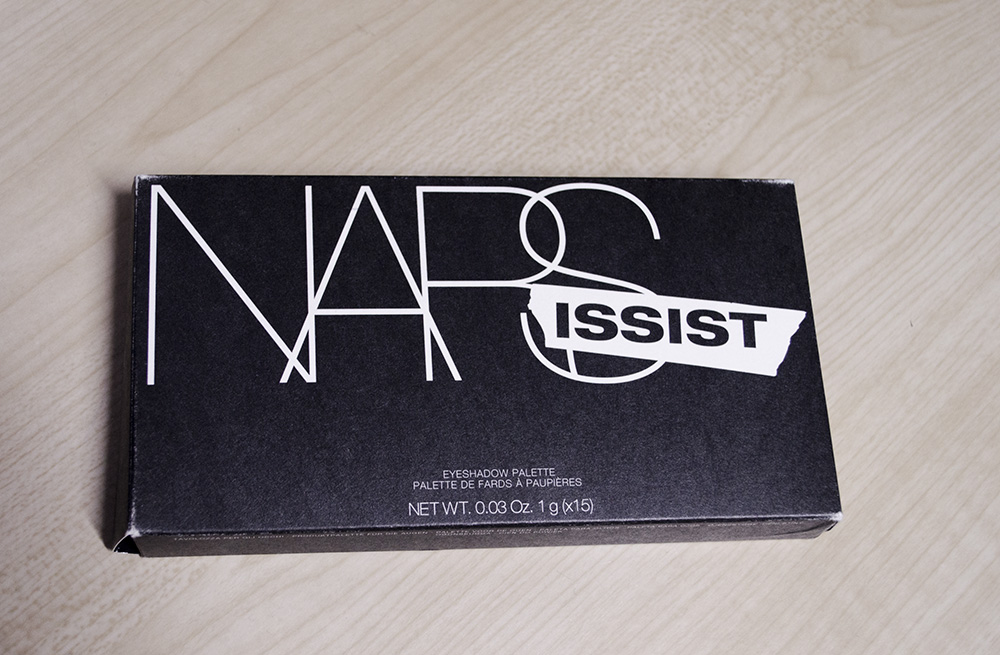 NARS
ISSIST
EYESHADOW PALETTE
PALETTE DE FARDS À PAUPIÈRES
NET WT. 0.03 Oz. 1 g (x15)